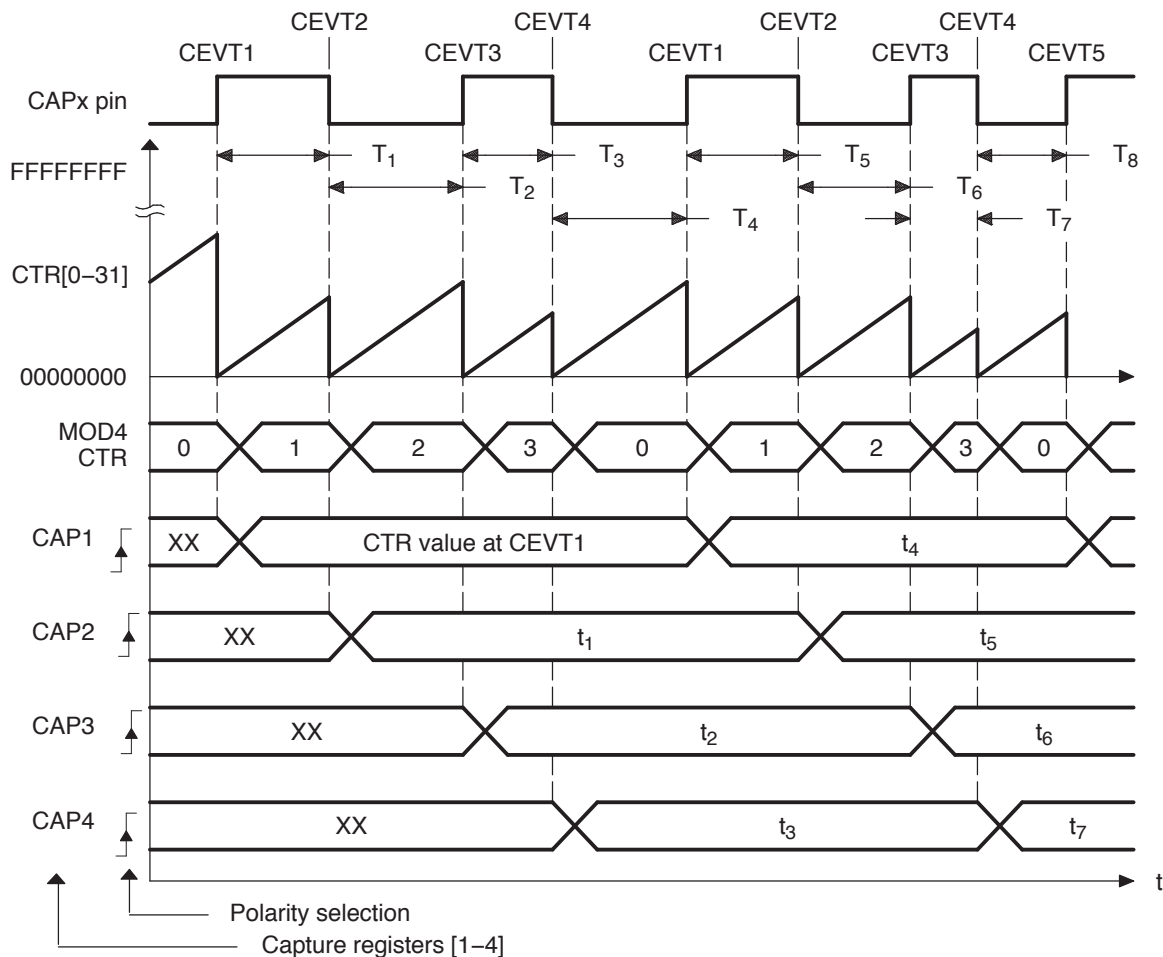 CEVT2 CEVT4 CEVT2 CEVT4
CEVT1 CEVT3 CEVT1 CEVT3 CEVT5
CAPx pin
T1 T3 T5 T8
FFFFFFFF
T2 T6
T4 T7
CTR[0−31]
00000000
MOD4
CTR
0 1 2 3 0 1 2 3 0
CAP1 XX CTR value at CEVT1 t4
CAP2 XX t1 t5
CAP3 XX t2 t6
CAP4 XX t3 t7
t
Polarity selection
Capture registers [1−4]